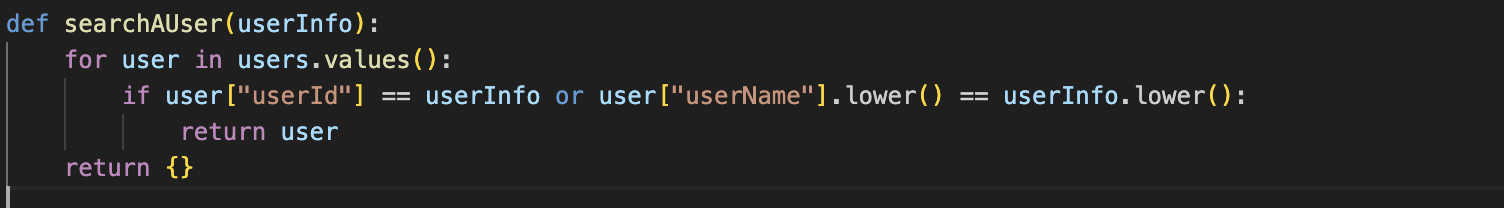 def searchAUser(userInfo):
    for user in users.values():
        if user["userId"] == userInfo or user["userName"].lower() == userInfo.lower():
            return user
    return {}